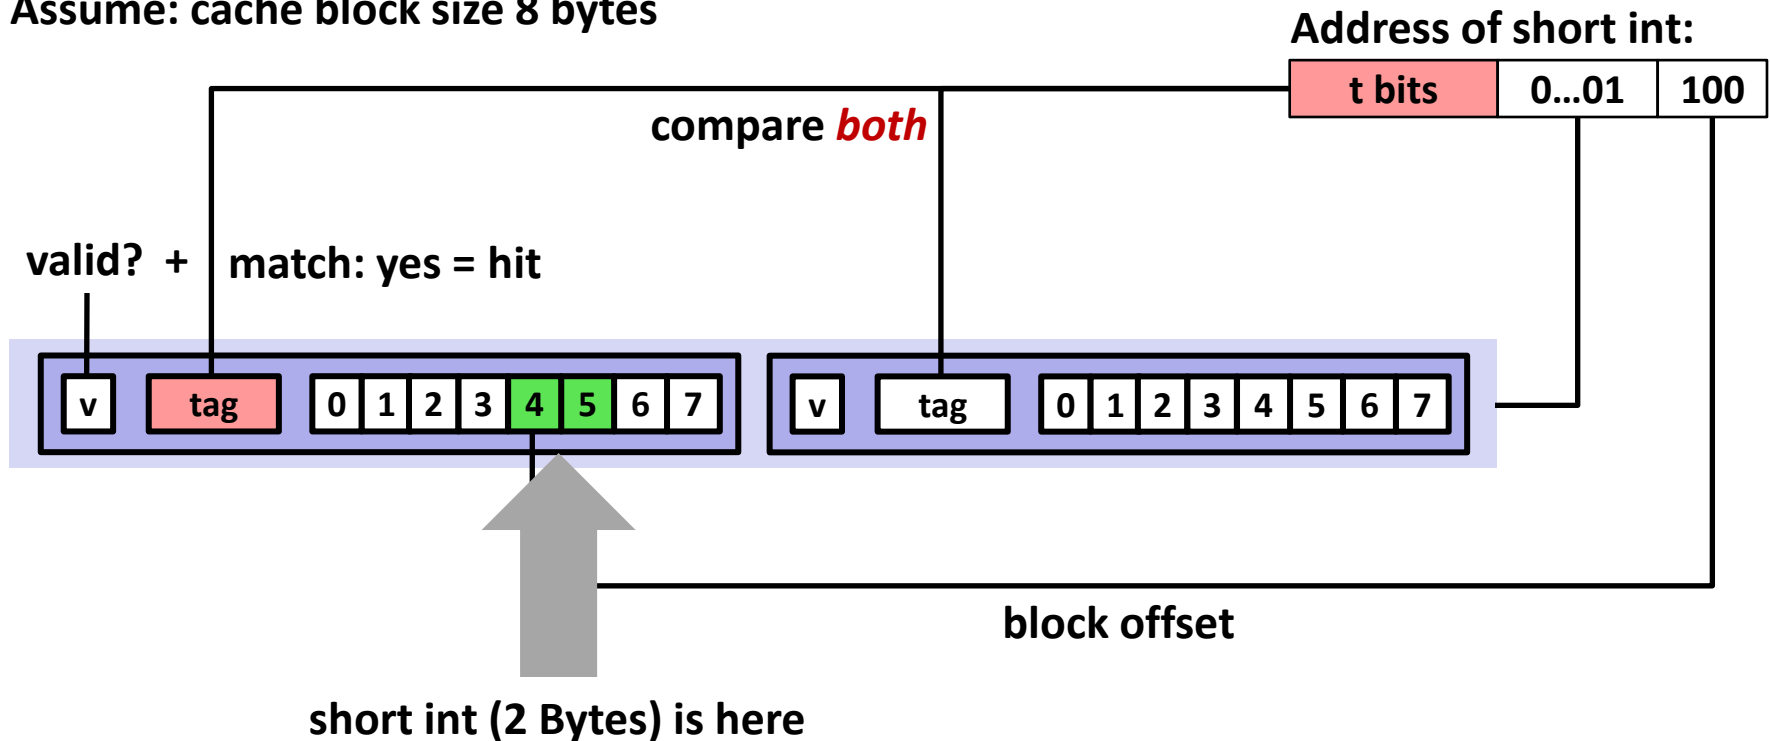 Assume: cache block size 8 bytes
Address of short int:
t bits 0...01 100
compare both
valid? + match: yes = hit
v tag 0 1 2 3 4 5 6 7 v tag 0 1 2 3 4 5 6 7
block offset
short int (2 Bytes) is here